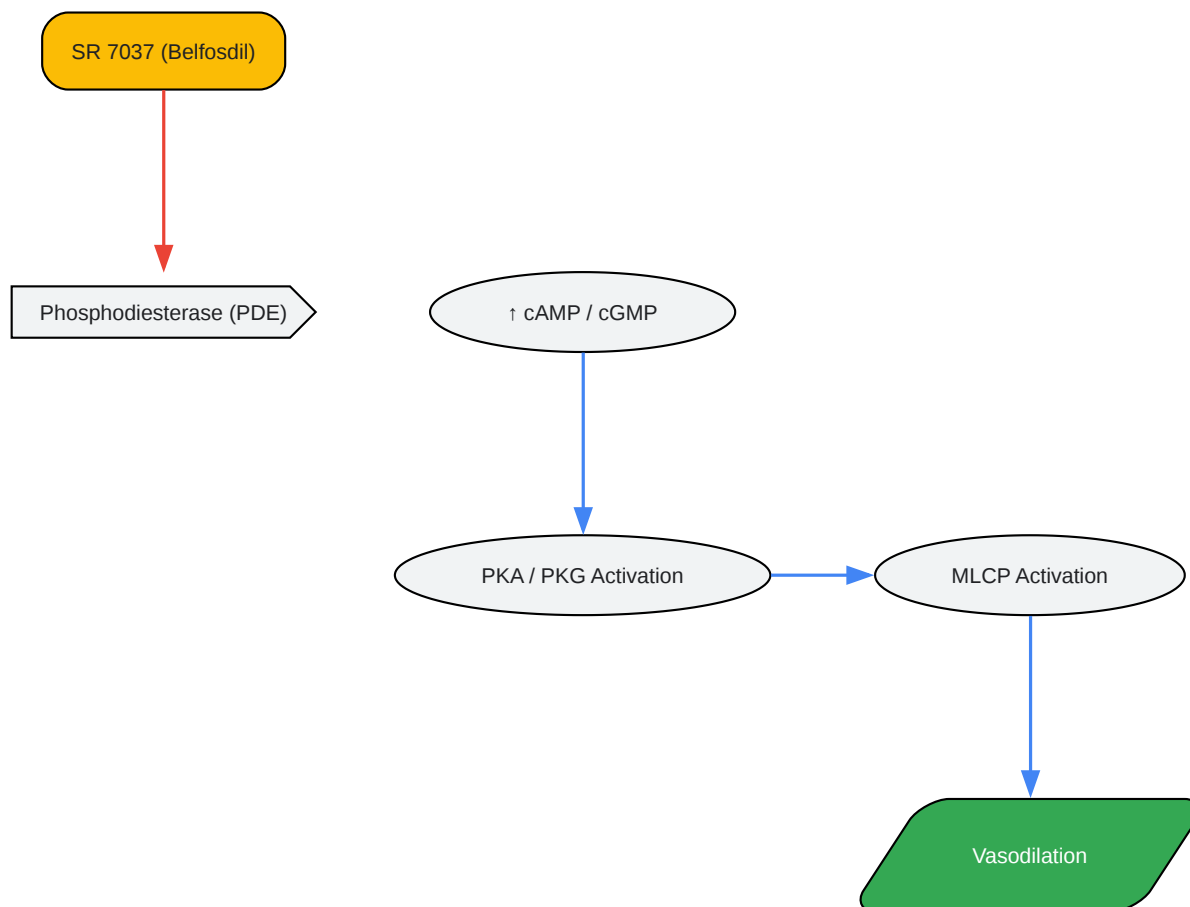 SR 7037 (Belfosdil)
Phosphodiesterase (PDE)
↑ cAMP / cGMP
PKA / PKG Activation
MLCP Activation
Vasodilation